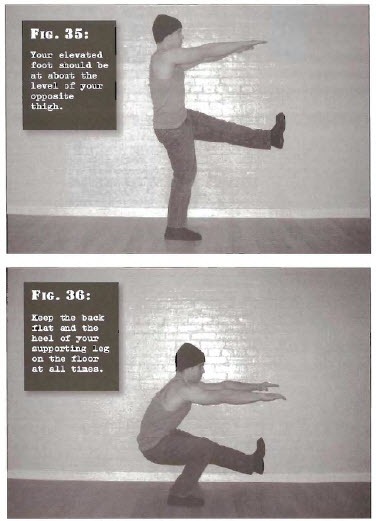 FIG. 35:
Your elevated
foot should be
at about the
level of your
opposite
thigh.
FIG. 36:
Keep the back
flat and the
heel of your
supporting leg
on the floor
at all times.